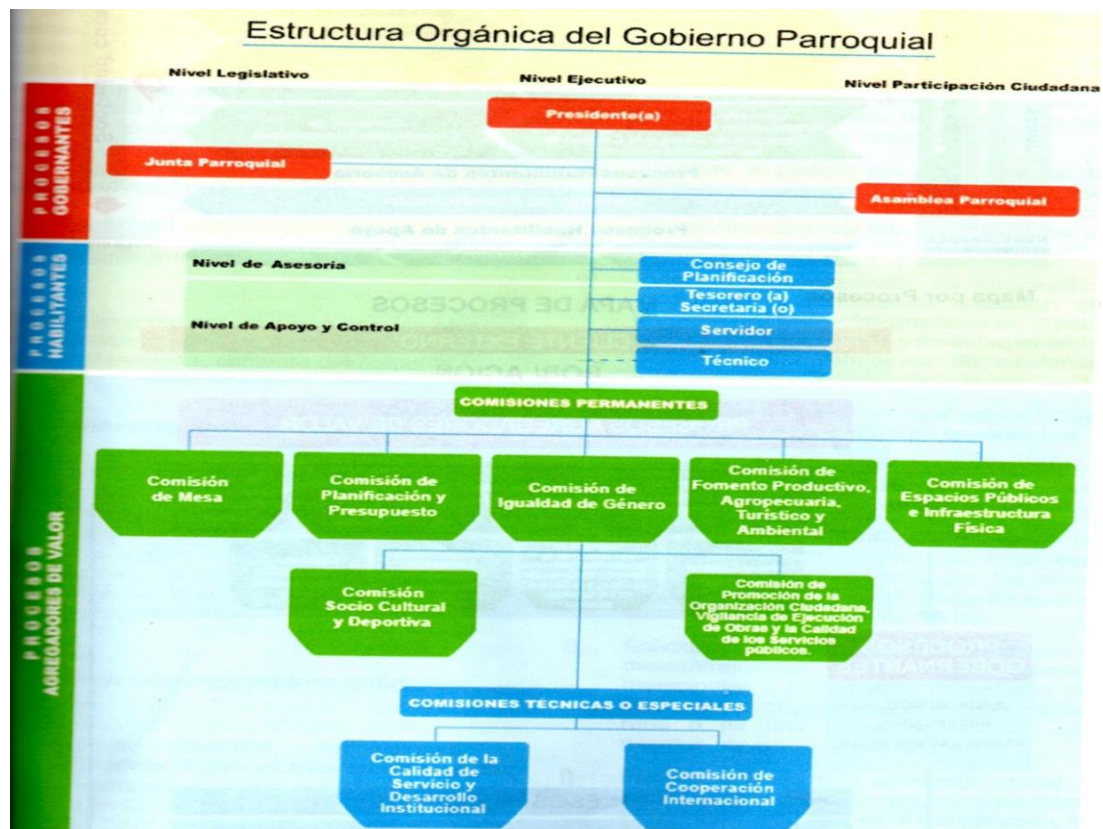 Estructura Orgánica del Gobierno Parroquial
Nivel Legislativo
Nivel Ejecutivo
Nivel Participación Ciudadana
PROCESOS
GOBERNANTES
Presidente(a)
Junta Parroquial
Asamblea Parroquial
PROCESOS
HABILITANTES
Nivel de Asesoría
Consejo de
Planificación
Nivel de Apoyo y Control
Tesorero (a)
Secretaria (o)
Servidor
Técnico
PROCESOS
AGREGADORES DE VALOR
COMISIONES PERMANENTES
Comisión
de Mesa
Comisión de
Planificación y
Presupuesto
Comisión de
Igualdad de Género
Comisión de
Fomento Productivo,
Agropecuaria,
Turístico y
Ambiental
Comisión de
Espacios Públicos
e Infraestructura
Física
Comisión
Socio Cultural
y Deportiva
Comisión de
Promoción de la
Organización Ciudadana,
Vigilancia de Ejecución
de Obras y la Calidad
de los Servicios
públicos.
COMISIONES TÉCNICAS O ESPECIALES
Comisión de la
Calidad de
Servicio y
Desarrollo
Institucional
Comisión de
Cooperación
Internacional